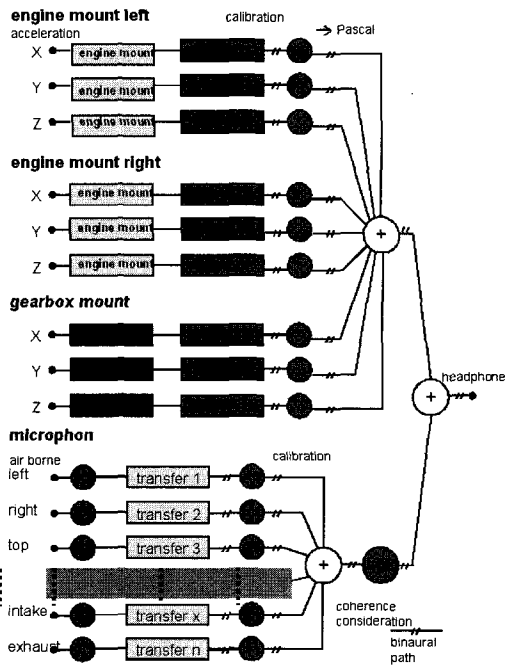 engine mount left
acceleration
calibration
Pascal
X engine mount
Y engine mount
Z engine mount
engine mount right
X engine mount
Y engine mount
Z engine mount
+
gearbox mount
X
Y
Z
headphone
+
microphon
air borne
calibration
left transfer 1
right transfer 2
top transfer 3
+
intake transfer x
coherence
consideration
exhaust transfer n
binaural
path